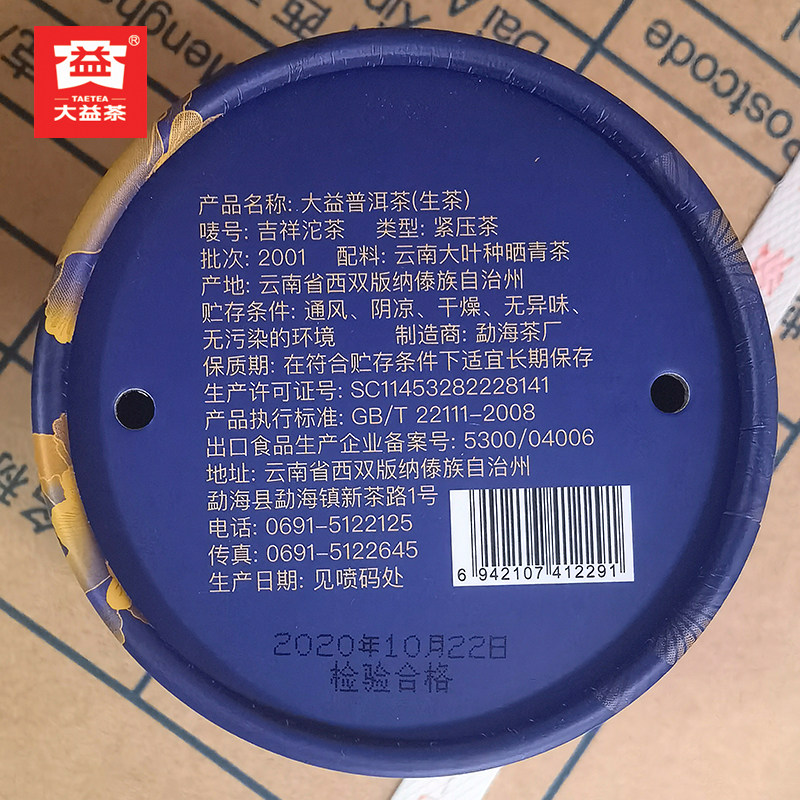 益
®
TAETEA
大益茶
Menghai
西
Xin
Dai A
Postcode
产品名称: 大益普洱茶(生茶)
唛号: 吉祥沱茶 类型: 紧压茶
批次: 2001 配料: 云南大叶种晒青茶
产地: 云南省西双版纳傣族自治州
贮存条件: 通风、阴凉、干燥、无异味、
无污染的环境 制造商: 勐海茶厂
保质期: 在符合贮存条件下适宜长期保存
生产许可证号: SC11453282228141
产品执行标准: GB/T 22111-2008
出口食品生产企业备案号: 5300/04006
地址: 云南省西双版纳傣族自治州
勐海县勐海镇新茶路1号
电话: 0691-5122125
传真: 0691-5122645
生产日期: 见喷码处
6 942107 412291
2020年10月22日
检验合格